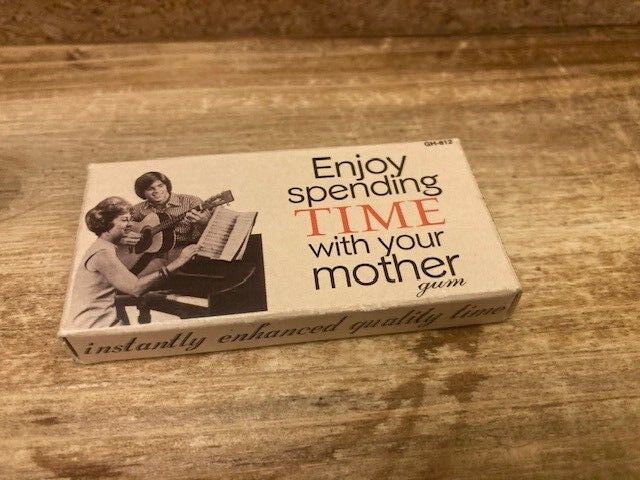 GH-812
Enjoy
spending
TIME
with your
mother
gum
instantly enhanced quality time